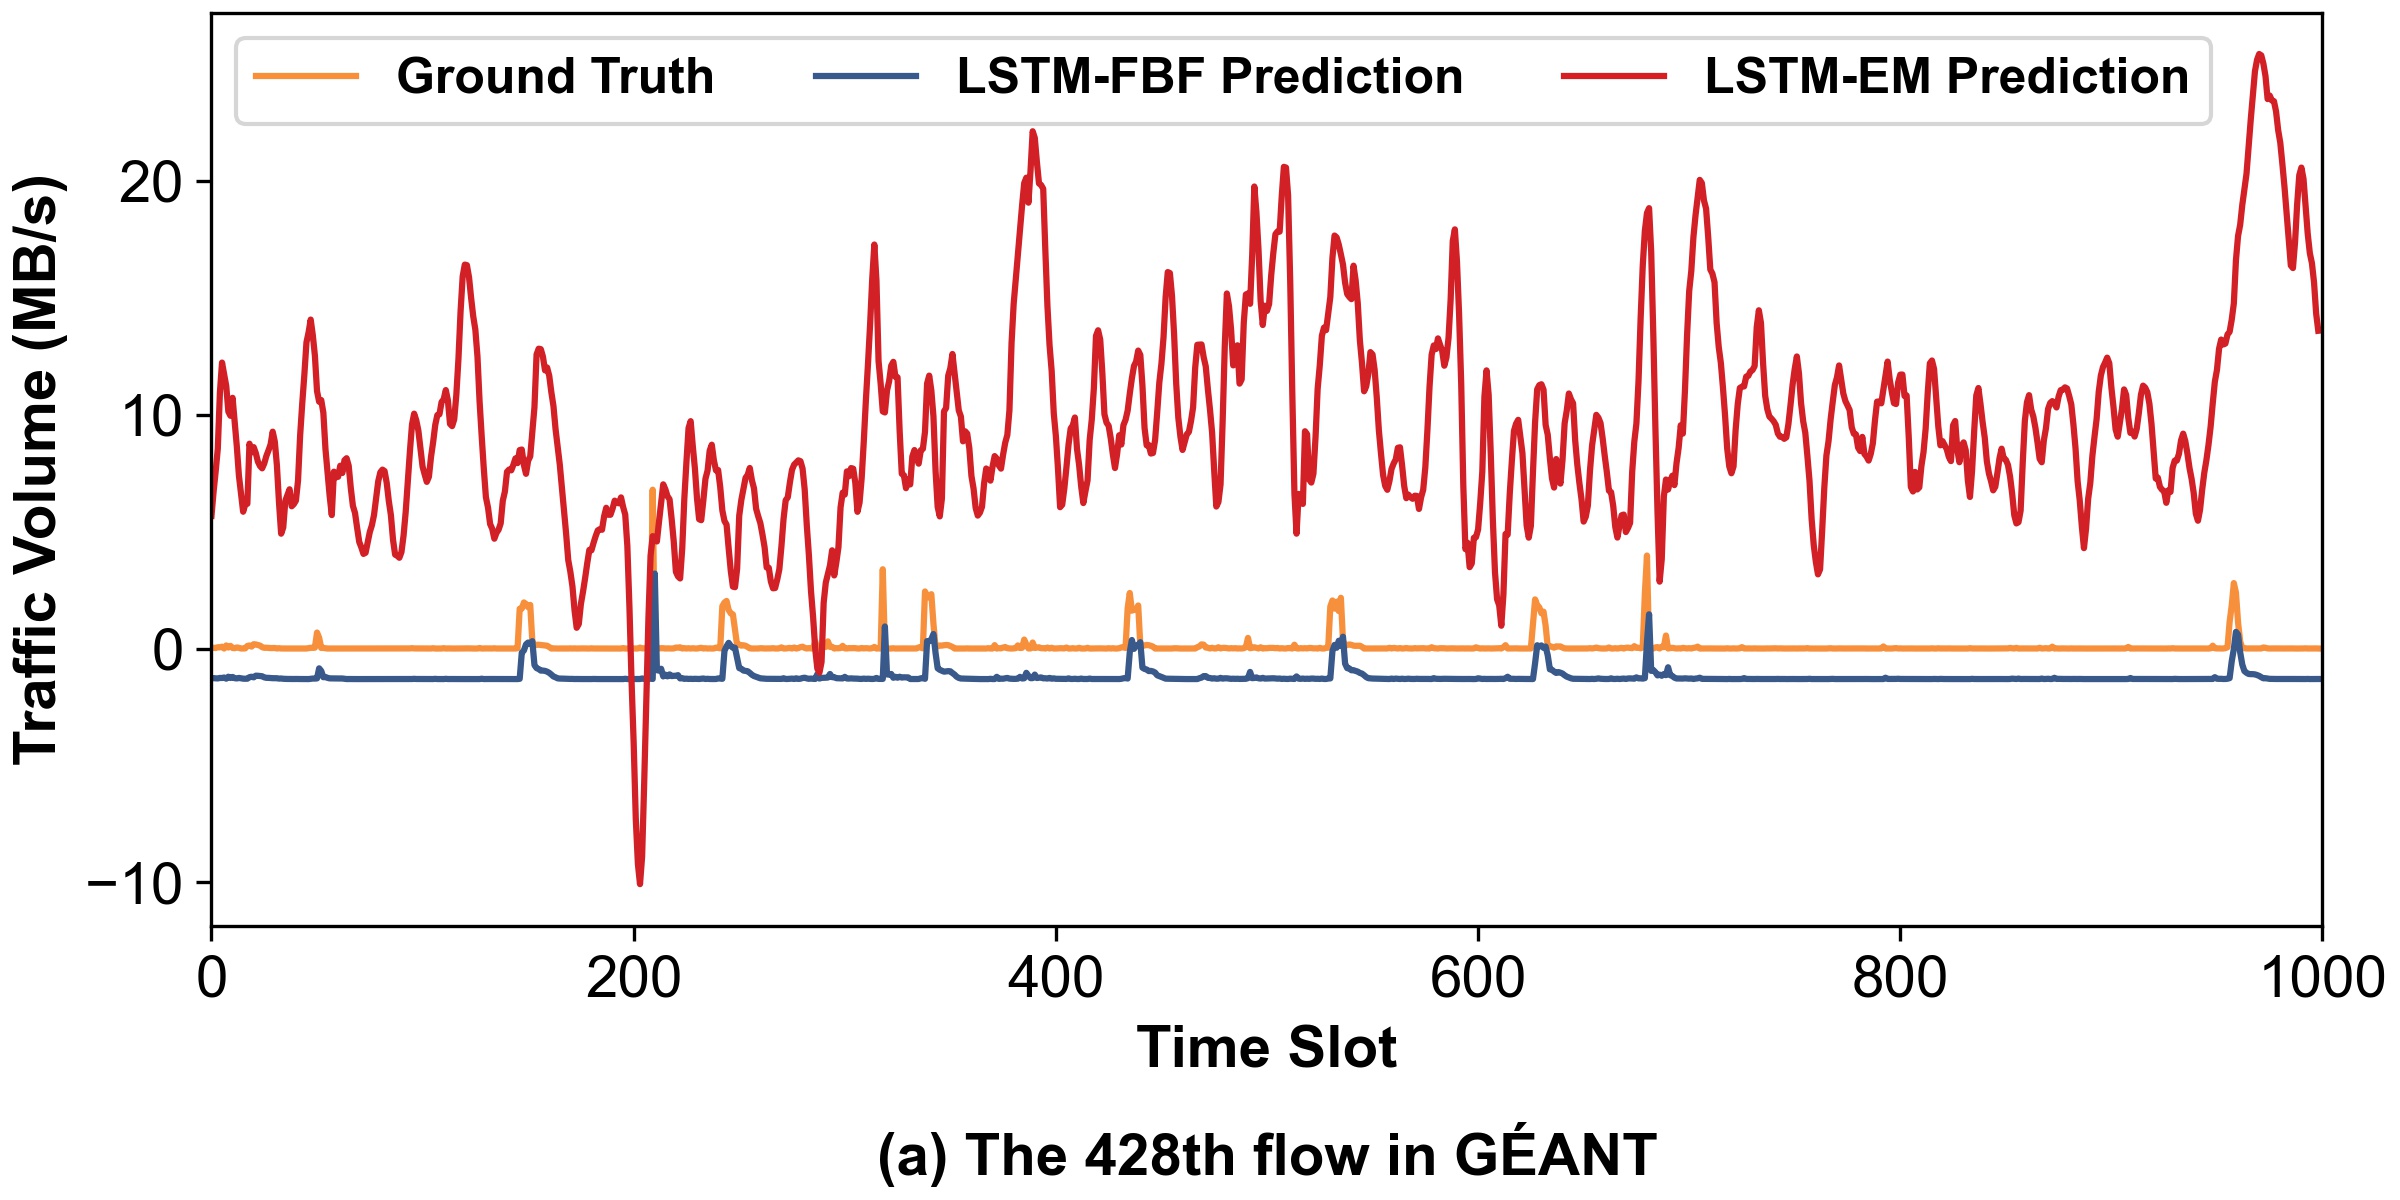 Ground Truth LSTM-FBF Prediction LSTM-EM Prediction
Traffic Volume (MB/s)
20
10
0
−10
0 200 400 600 800 1000
Time Slot
(a) The 428th flow in GÉANT